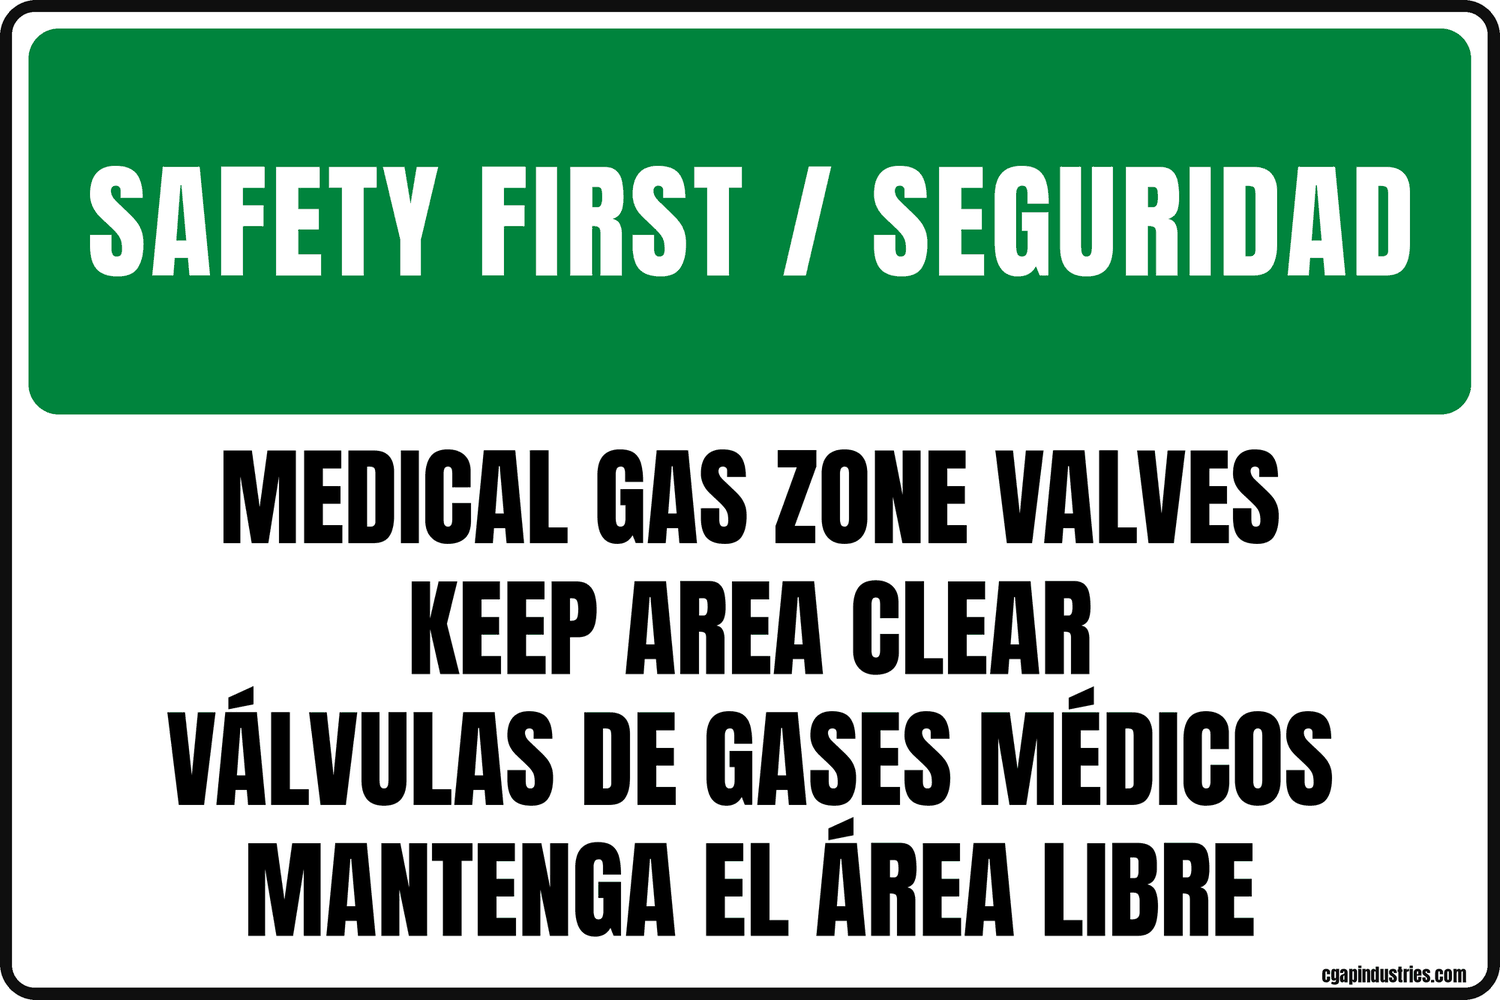 SAFETY FIRST / SEGURIDAD
MEDICAL GAS ZONE VALVES
KEEP AREA CLEAR
VÁLVULAS DE GASES MÉDICOS
MANTENGA EL ÁREA LIBRE
cgapindustries.com